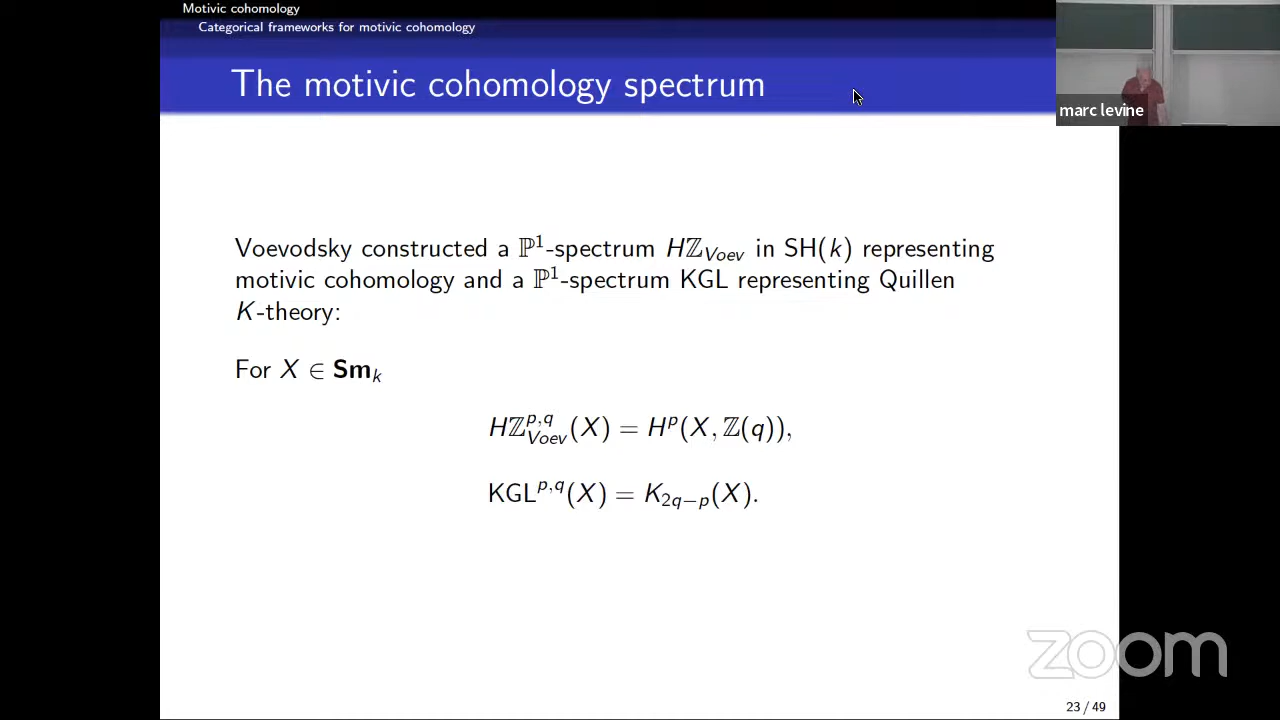 Motivic cohomology
Categorical frameworks for motivic cohomology
The motivic cohomology spectrum
marc levine
Voevodsky constructed a ℙ¹-spectrum Hℤ_Voev in SH(k) representing
motivic cohomology and a ℙ¹-spectrum KGL representing Quillen
K-theory:
For X ∈ Sm_k
Hℤ^{p,q}_{Voev}(X) = H^p(X, ℤ(q)),
KGL^{p,q}(X) = K_{2q−p}(X).
zoom
23 / 49